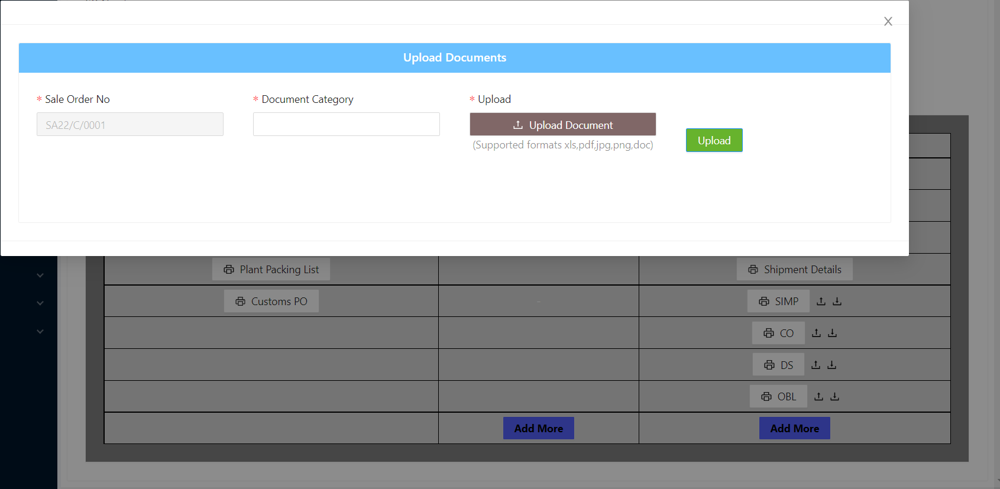 Upload Documents
* Sale Order No
* Document Category
* Upload
SA22/C/0001
Upload Document
(Supported formats xls,pdf,jpg,png,doc)
Upload
Plant Packing List
Shipment Details
Customs PO
-
SIMP
CO
DS
OBL
Add More
Add More